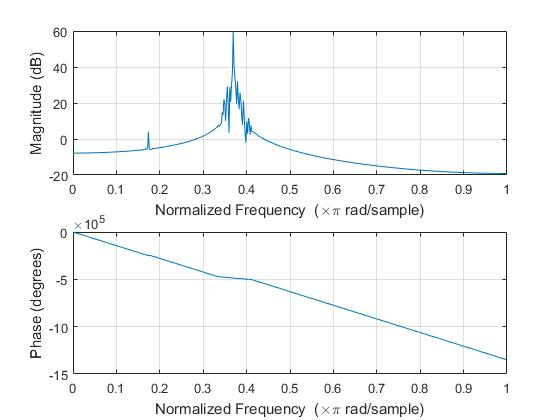 60
40
20
0
-20
Magnitude (dB)
0 0.1 0.2 0.3 0.4 0.5 0.6 0.7 0.8 0.9 1
Normalized Frequency (×π rad/sample)
×10^5
0
-5
-10
-15
Phase (degrees)
0 0.1 0.2 0.3 0.4 0.5 0.6 0.7 0.8 0.9 1
Normalized Frequency (×π rad/sample)